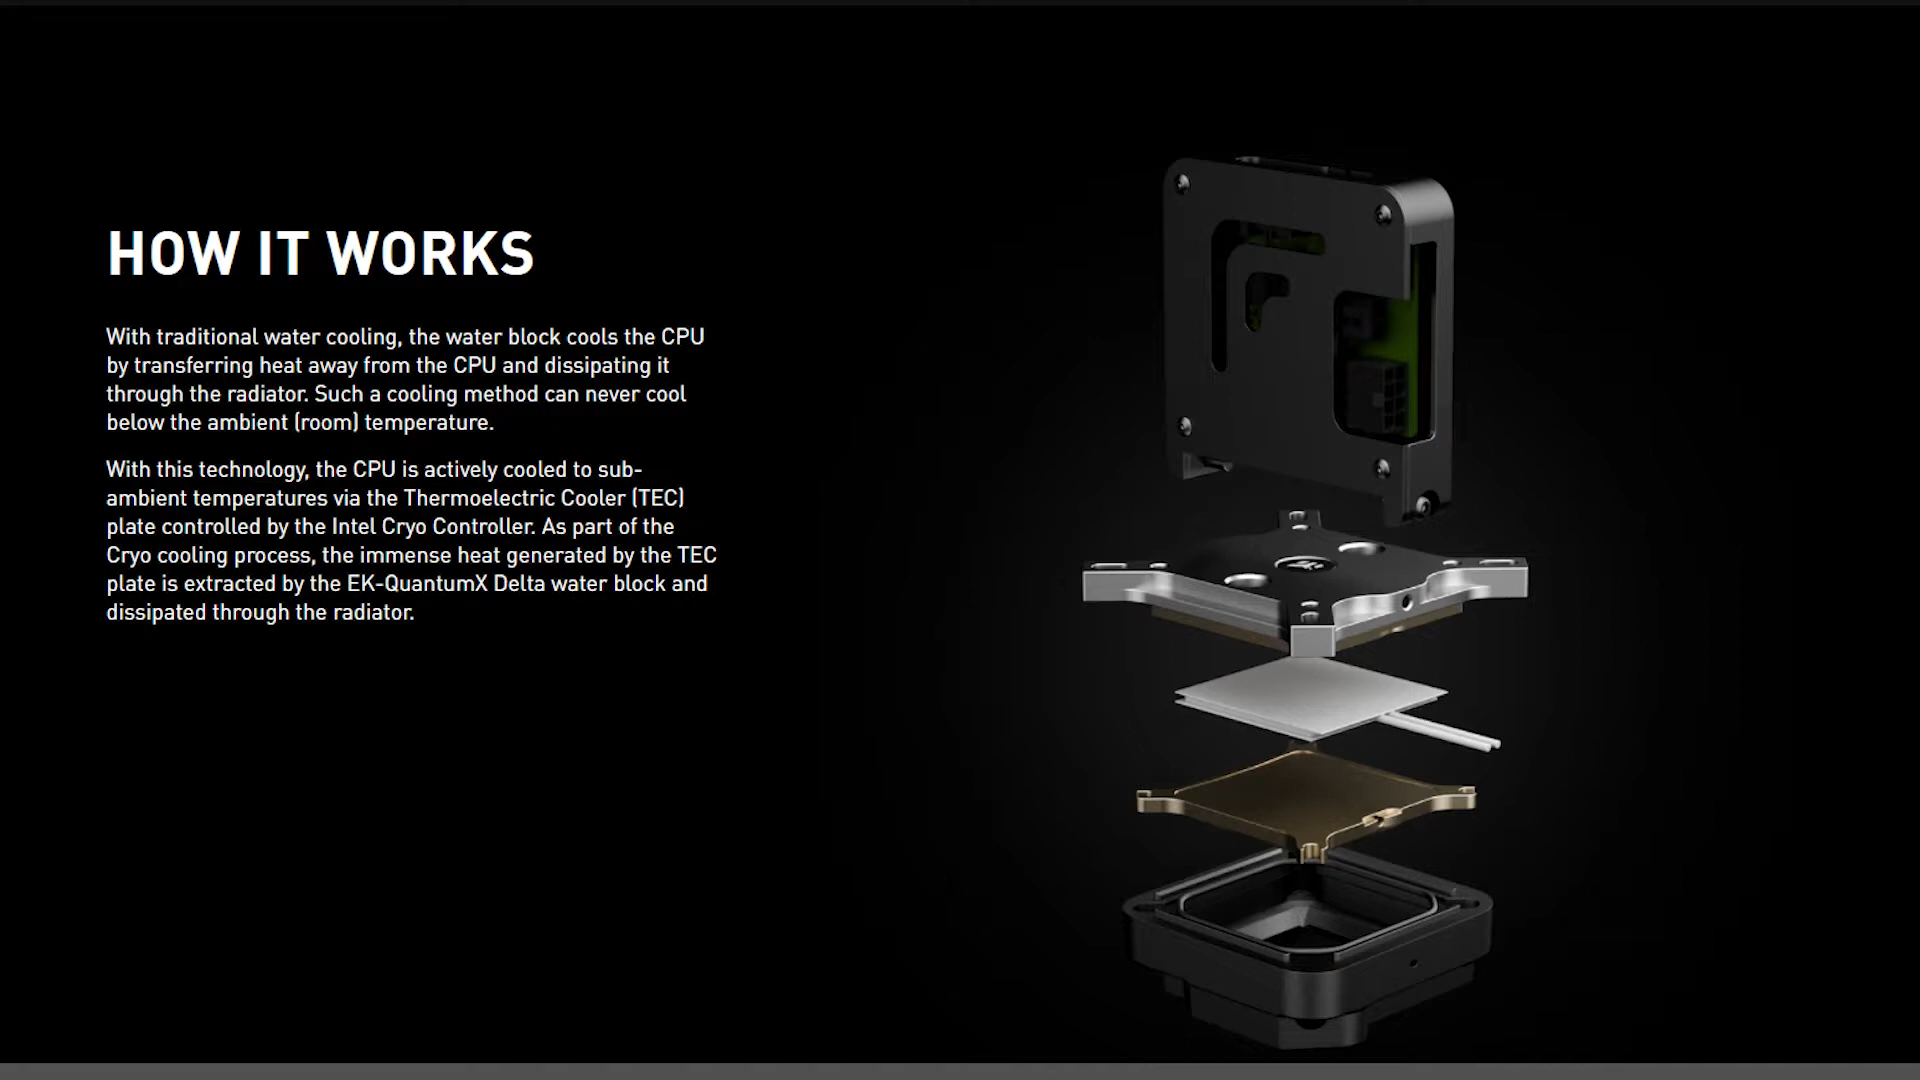 HOW IT WORKS
With traditional water cooling, the water block cools the CPU
by transferring heat away from the CPU and dissipating it
through the radiator. Such a cooling method can never cool
below the ambient (room) temperature.
With this technology, the CPU is actively cooled to sub-
ambient temperatures via the Thermoelectric Cooler (TEC)
plate controlled by the Intel Cryo Controller. As part of the
Cryo cooling process, the immense heat generated by the TEC
plate is extracted by the EK-QuantumX Delta water block and
dissipated through the radiator.